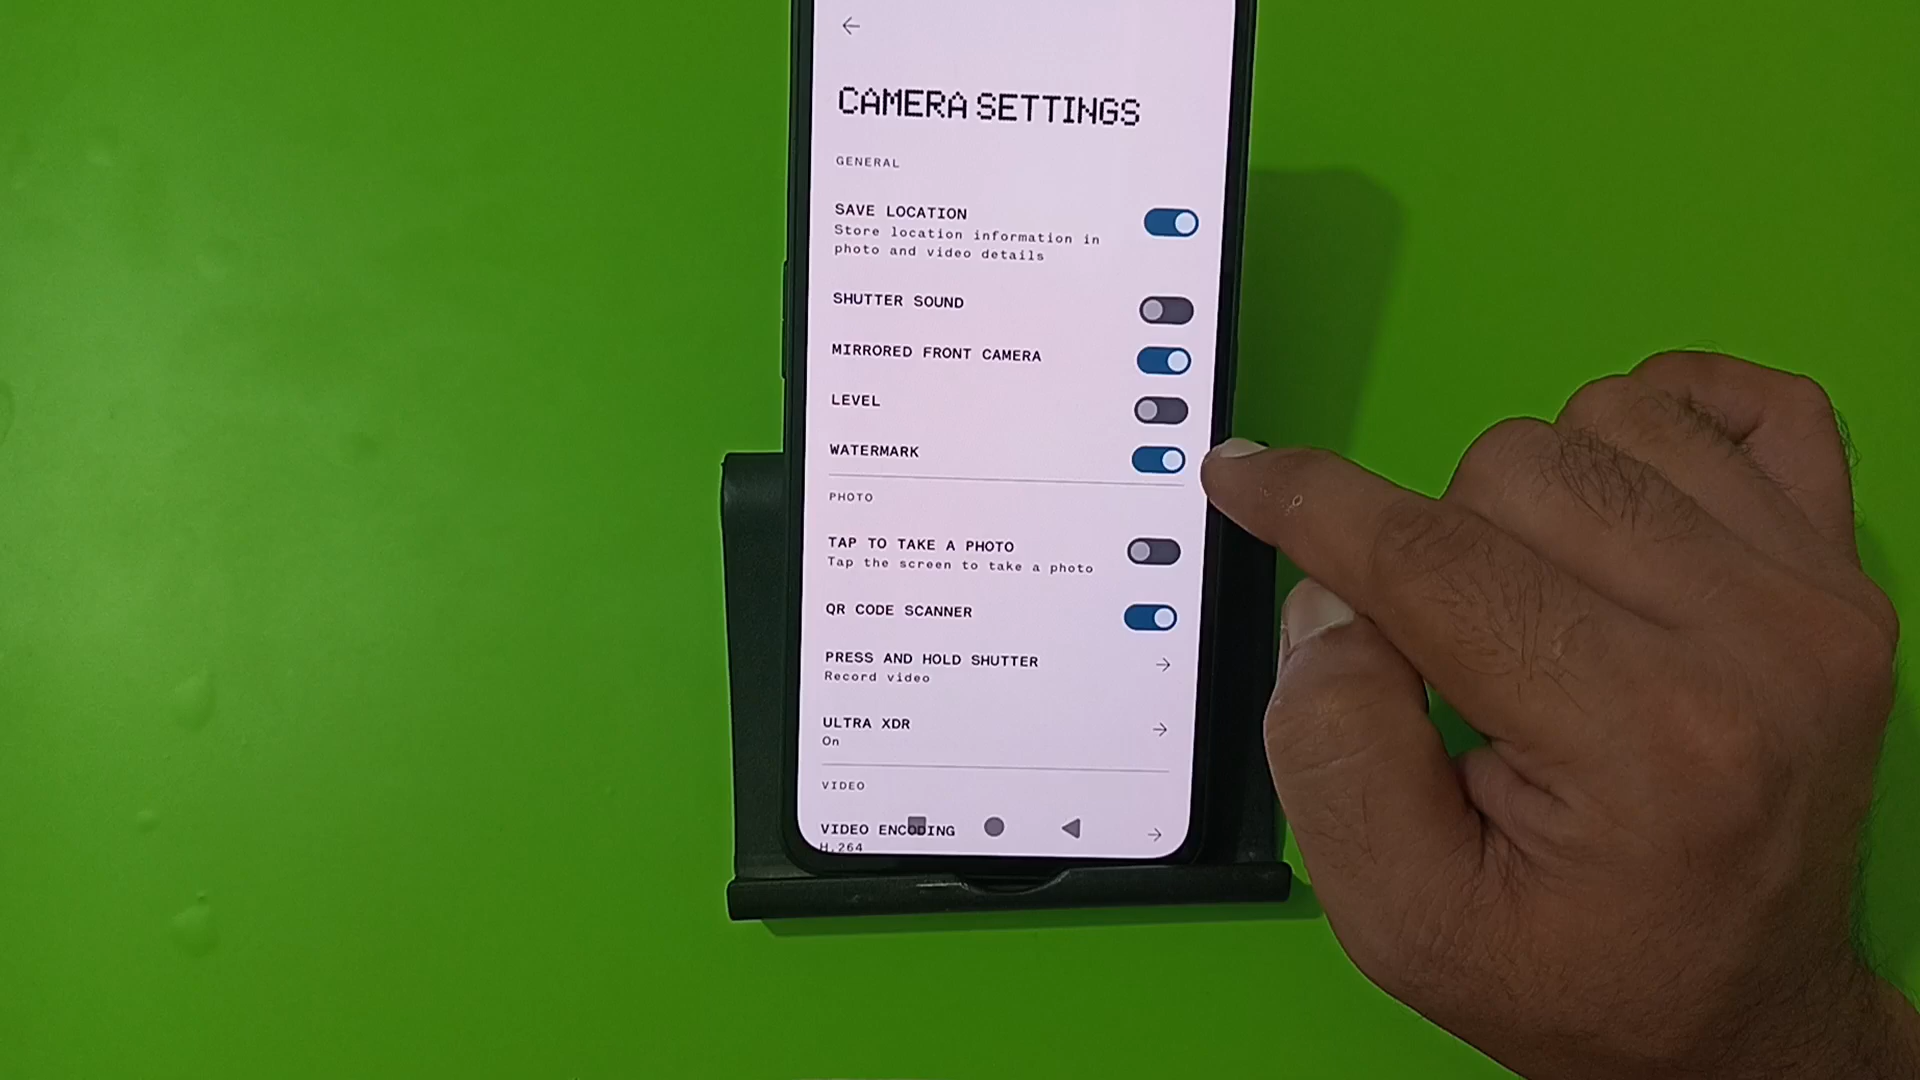 CAMERA SETTINGS
GENERAL
SAVE LOCATION
Store location information in
photo and video details
SHUTTER SOUND
MIRRORED FRONT CAMERA
LEVEL
WATERMARK
PHOTO
TAP TO TAKE A PHOTO
Tap the screen to take a photo
QR CODE SCANNER
PRESS AND HOLD SHUTTER
Record video
ULTRA XDR
On
VIDEO
VIDEO ENCODING
H.264